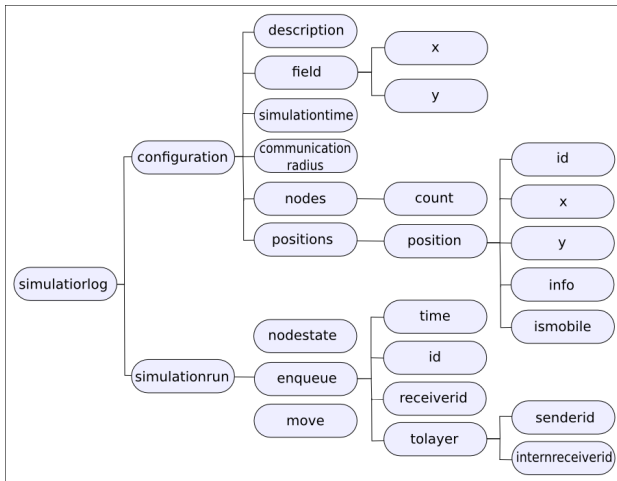 description
field
x
y
simulationtime
communication
radius
configuration
nodes
count
positions
position
id
x
y
info
ismobile
simulatiorlog
simulationrun
nodestate
enqueue
move
time
id
receiverid
tolayer
senderid
internreceiverid